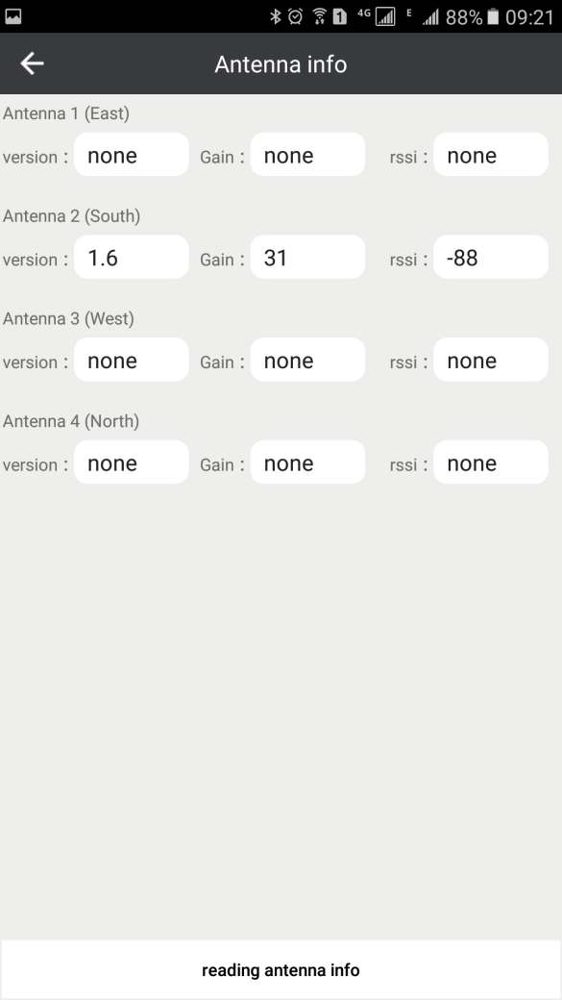 1 4G E 88% 09:21
Antenna info
Antenna 1 (East)
version : none Gain : none rssi : none
Antenna 2 (South)
version : 1.6 Gain : 31 rssi : -88
Antenna 3 (West)
version : none Gain : none rssi : none
Antenna 4 (North)
version : none Gain : none rssi : none
reading antenna info